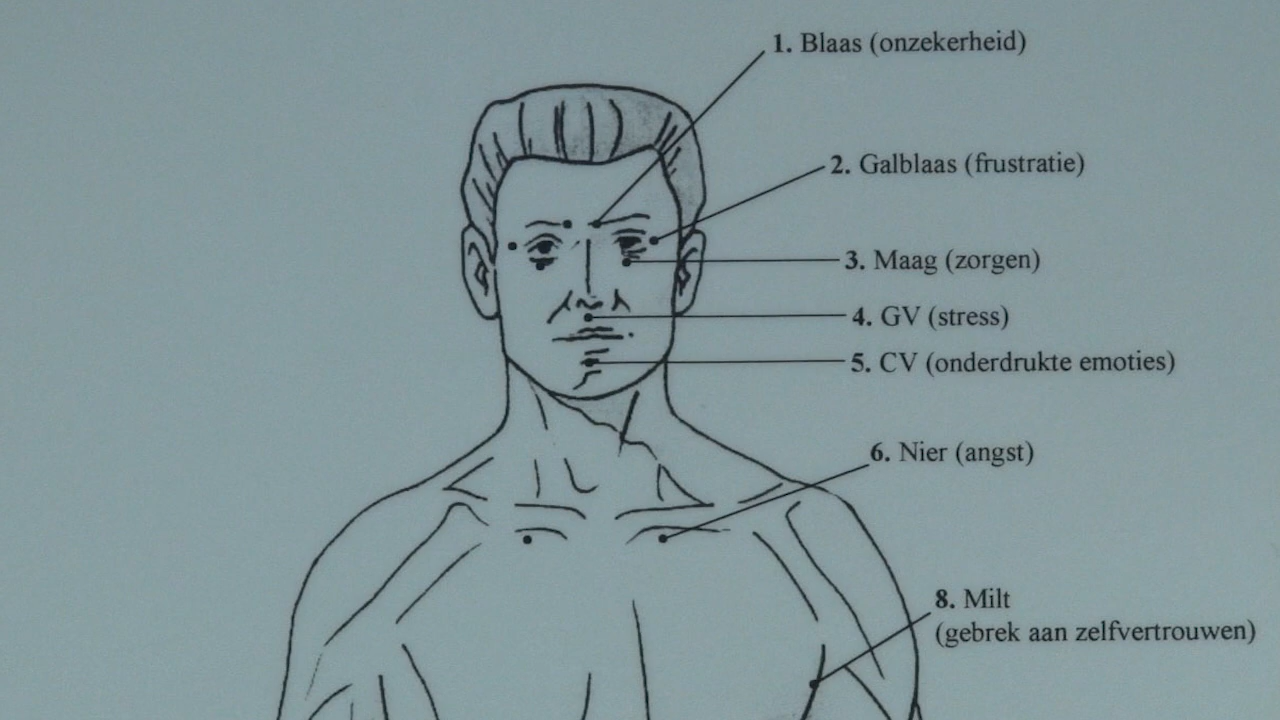 1. Blaas (onzekerheid)
2. Galblaas (frustratie)
3. Maag (zorgen)
4. GV (stress)
5. CV (onderdrukte emoties)
6. Nier (angst)
8. Milt
(gebrek aan zelfvertrouwen)